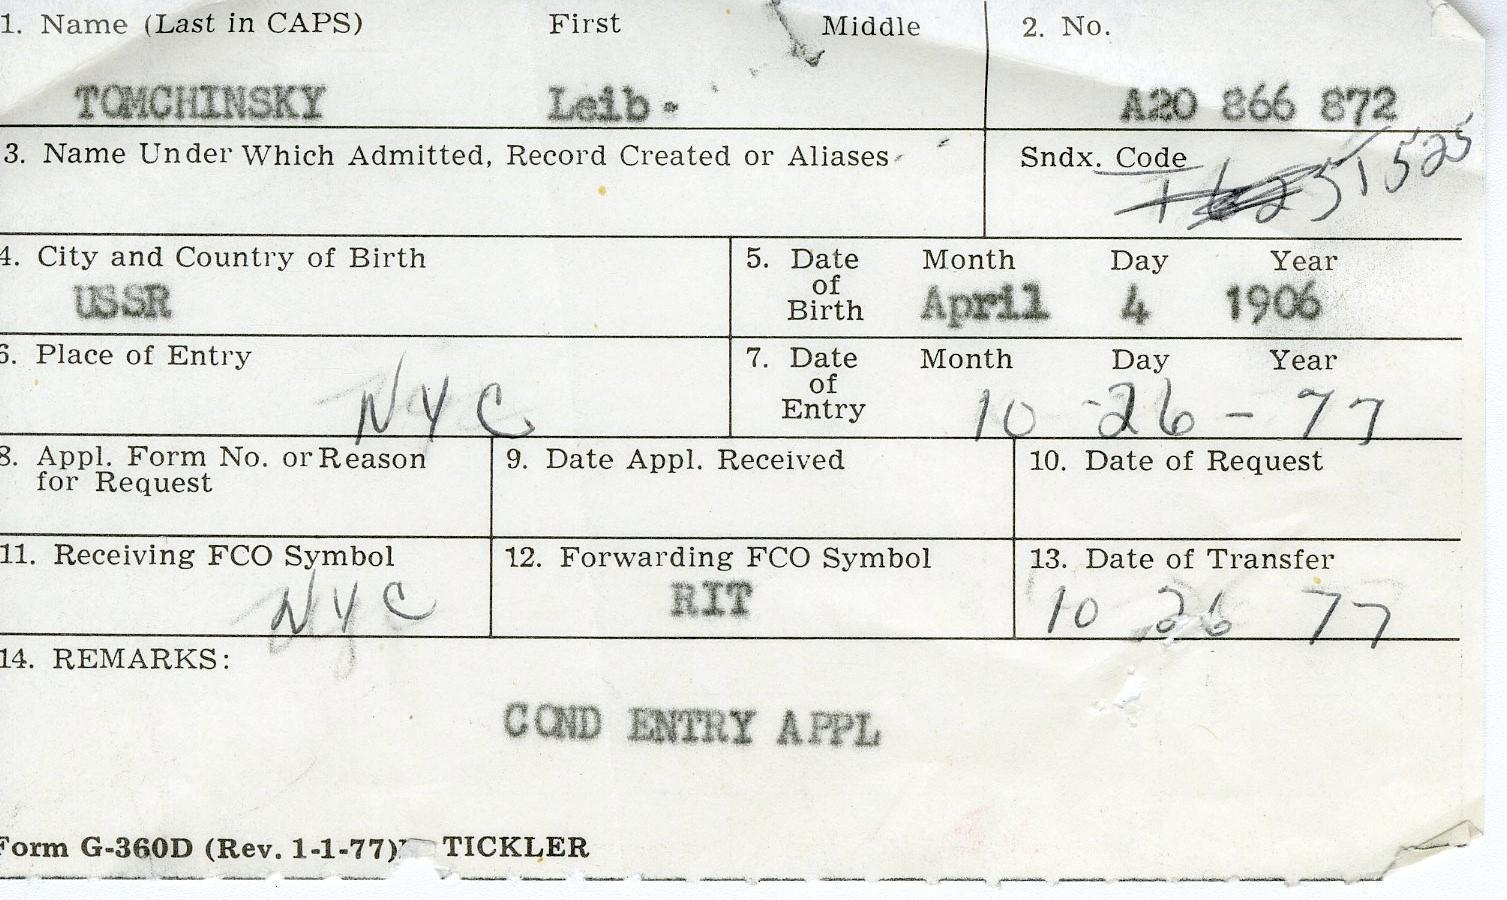 1. Name (Last in CAPS) First Middle 2. No.
TOMCHINSKY Leib. A20 866 872
3. Name Under Which Admitted, Record Created or Aliases Sndx. Code
525
4. City and Country of Birth 5. Date of Birth Month Day Year
USSR April 4 1906
6. Place of Entry 7. Date of Entry Month Day Year
NYC 10-26-77
8. Appl. Form No. or Reason for Request 9. Date Appl. Received 10. Date of Request
11. Receiving FCO Symbol 12. Forwarding FCO Symbol 13. Date of Transfer
NYC RIT 10 26 77
14. REMARKS:
COND ENTRY APPL
Form G-360D (Rev. 1-1-77) TICKLER